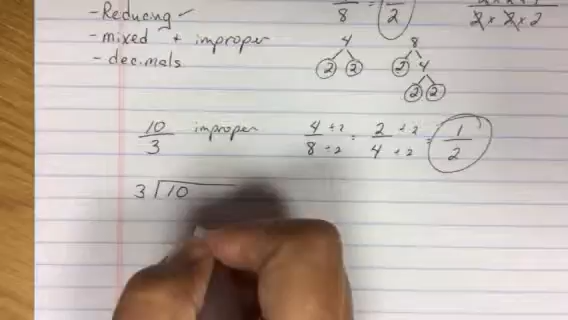 -Reducing ✓
-mixed + improper
-decimals
8 = 2
2 x 2 x 2
4
2 2
8
2 4
2 2
10/3 improper
4 ÷ 2 / 8 ÷ 2 = 2 ÷ 2 / 4 ÷ 2 = 1/2
3 10